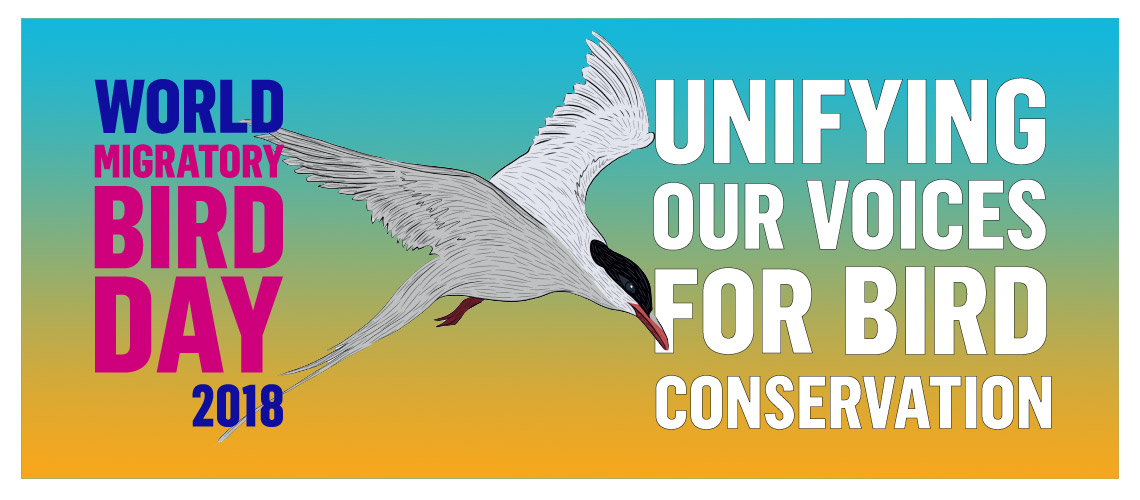 WORLD
MIGRATORY
BIRD
DAY
2018
UNIFYING
OUR VOICES
FOR BIRD
CONSERVATION